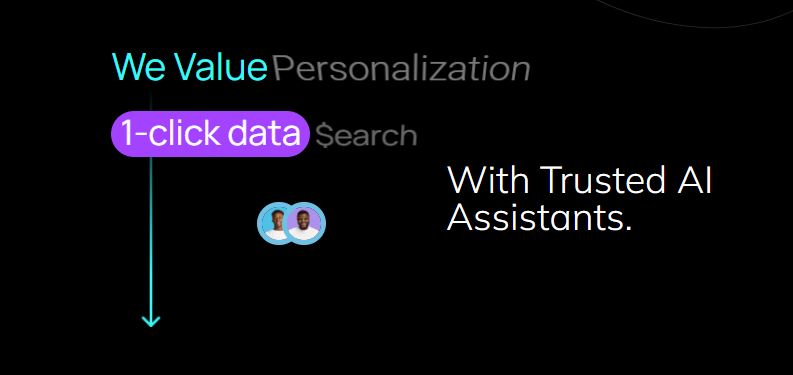 We Value Personalization
1-click data $earch
With Trusted AI
Assistants.